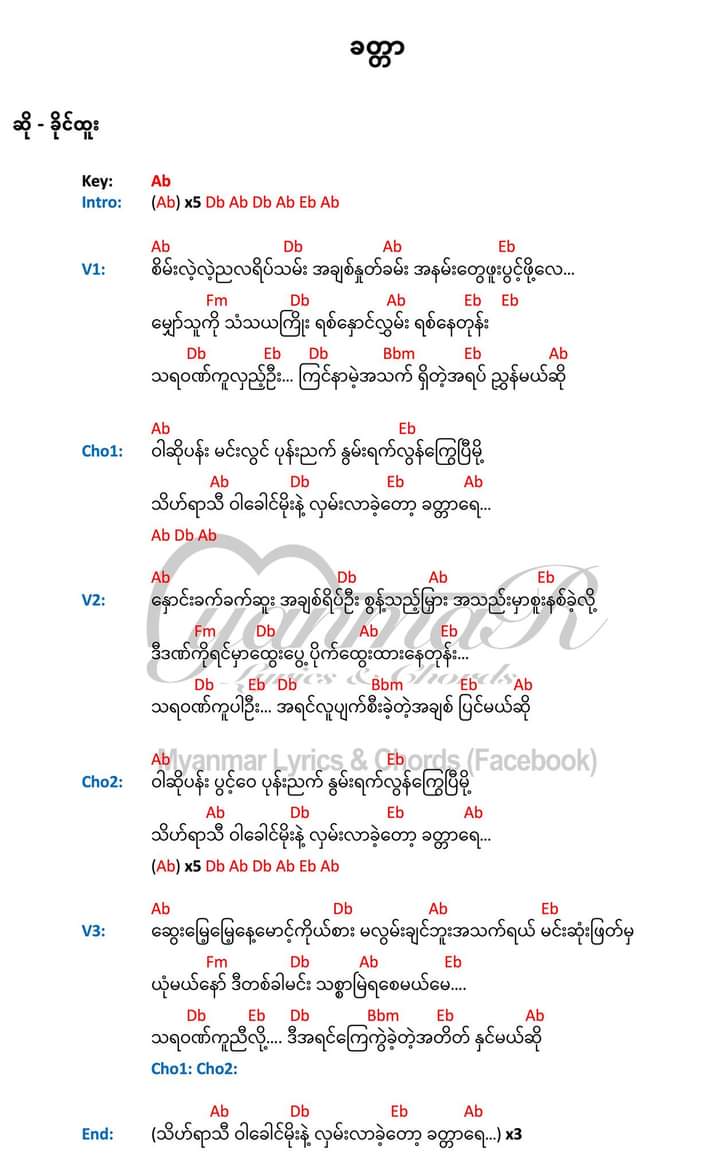 ခတ္တာ
ဆို - ခိုင်ထူး
Key: Ab
Intro: (Ab) x5 Db Ab Db Ab Eb Ab
Ab Db Ab Eb
V1: စိမ်းလဲ့လဲ့ညလရိပ်သမ်း အချစ်နှုတ်ခမ်း အနမ်းတွေဖူးပွင့်ဖို့လေ...
Fm Db Ab Eb Eb
မျှော်သူကို သံသယကြိုး ရစ်နှောင်လွှမ်း ရစ်နေတုန်း
Db Eb Db Bbm Eb Ab
သရဝဏ်ကူလှည့်ဦး... ကြင်နာမဲ့အသက် ရှိတဲ့အရပ် ညွှန်မယ်ဆို
Ab Eb
Cho1: ဝါဆိုပန်း မင်းလွင် ပုန်းညက် နွမ်းရက်လွန်ကြွေပြီမို့
Ab Db Eb Ab
သိဟ်ရာသီ ဝါခေါင်မိုးနဲ့ လှမ်းလာခဲ့တော့ ခတ္တာရေ...
Ab Db Ab
Ab Db Ab Eb
V2: နှောင်းခက်ခက်ဆူး အချစ်ရိပ်ဦး စွန့်သည့်မြှား အသည်းမှာစူးနစ်ခဲ့လို့
Fm Db Ab Eb
ဒီဒဏ်ကိုရင်မှာထွေးပွေ့ ပိုက်ထွေးထားနေတုန်း...
Db Eb Db Bbm Eb Ab
သရဝဏ်ကူပါဦး... အရင်လူပျက်စီးခဲ့တဲ့အချစ် ပြင်မယ်ဆို
Myanmar Lyrics & Chords
Myanmar Lyrics & Chords (Facebook)
Ab Eb
Cho2: ဝါဆိုပန်း ပွင့်ဝေ ပုန်းညက် နွမ်းရက်လွန်ကြွေပြီမို့
Ab Db Eb Ab
သိဟ်ရာသီ ဝါခေါင်မိုးနဲ့ လှမ်းလာခဲ့တော့ ခတ္တာရေ...
(Ab) x5 Db Ab Db Ab Eb Ab
Ab Db Ab Eb
V3: ဆွေးမြေ့မြေ့နေ့မောင့်ကိုယ်စား မလွမ်းချင်ဘူးအသက်ရယ် မင်းဆုံးဖြတ်မှ
Fm Db Ab Eb
ယုံမယ်နော် ဒီတစ်ခါမင်း သစ္စာမြဲရစေမယ်မေ....
Db Eb Db Bbm Eb Ab
သရဝဏ်ကူညီလို့.... ဒီအရင်ကြေကွဲခဲ့တဲ့အတိတ် နှင်မယ်ဆို
Cho1: Cho2:
Ab Db Eb Ab
End: (သိဟ်ရာသီ ဝါခေါင်မိုးနဲ့ လှမ်းလာခဲ့တော့ ခတ္တာရေ...) x3